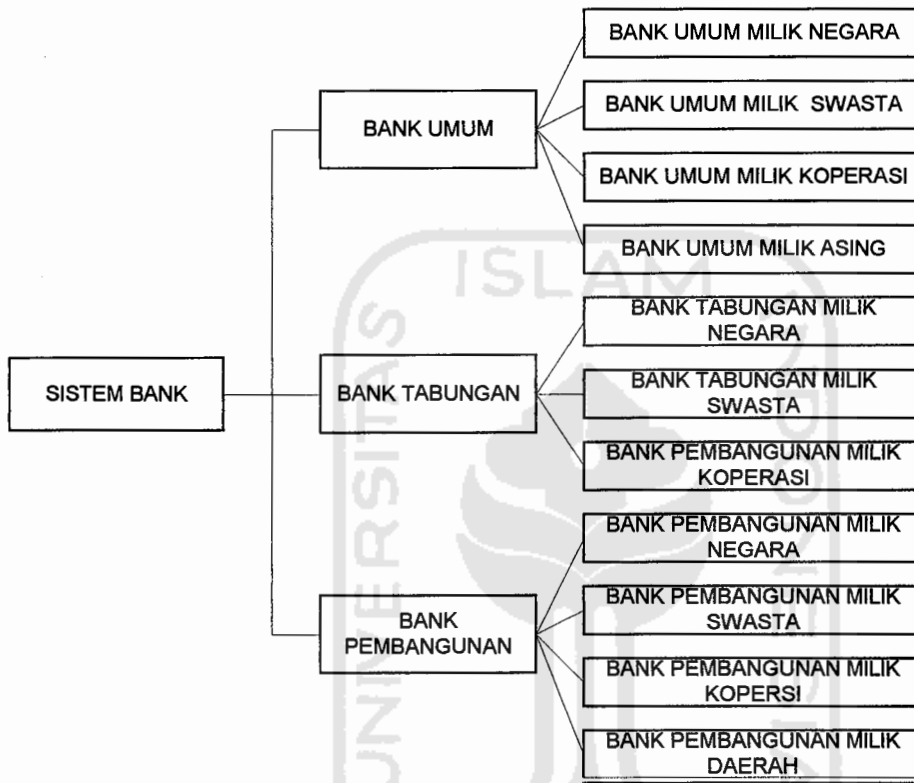 SISTEM BANK
BANK UMUM
BANK UMUM MILIK NEGARA
BANK UMUM MILIK SWASTA
BANK UMUM MILIK KOPERASI
BANK UMUM MILIK ASING
BANK TABUNGAN
BANK TABUNGAN MILIK
NEGARA
BANK TABUNGAN MILIK
SWASTA
BANK PEMBANGUNAN MILIK
KOPERASI
BANK
PEMBANGUNAN
BANK PEMBANGUNAN MILIK
NEGARA
BANK PEMBANGUNAN MILIK
SWASTA
BANK PEMBANGUNAN MILIK
KOPERSI
BANK PEMBANGUNAN MILIK
DAERAH
UNIVERSITAS
ISLAM